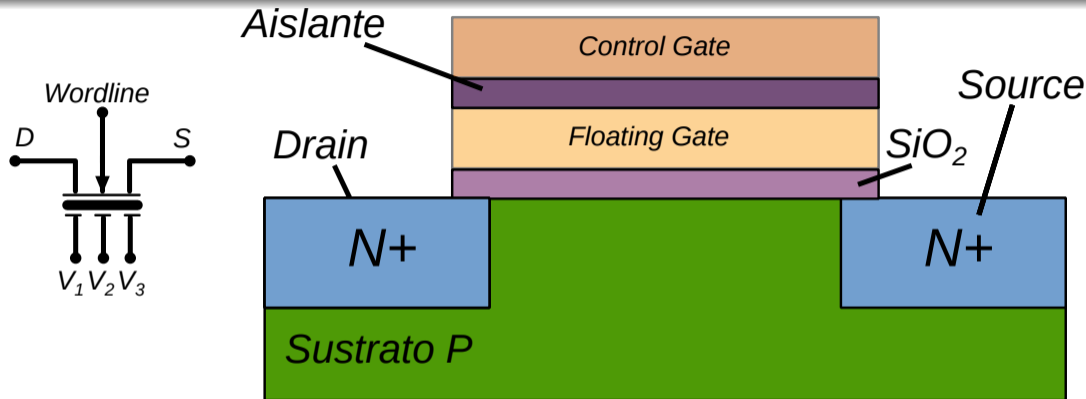 Aislante
Control Gate
Source
Wordline
D
S
Drain
Floating Gate
SiO2
N+
N+
V1 V2 V3
Sustrato P